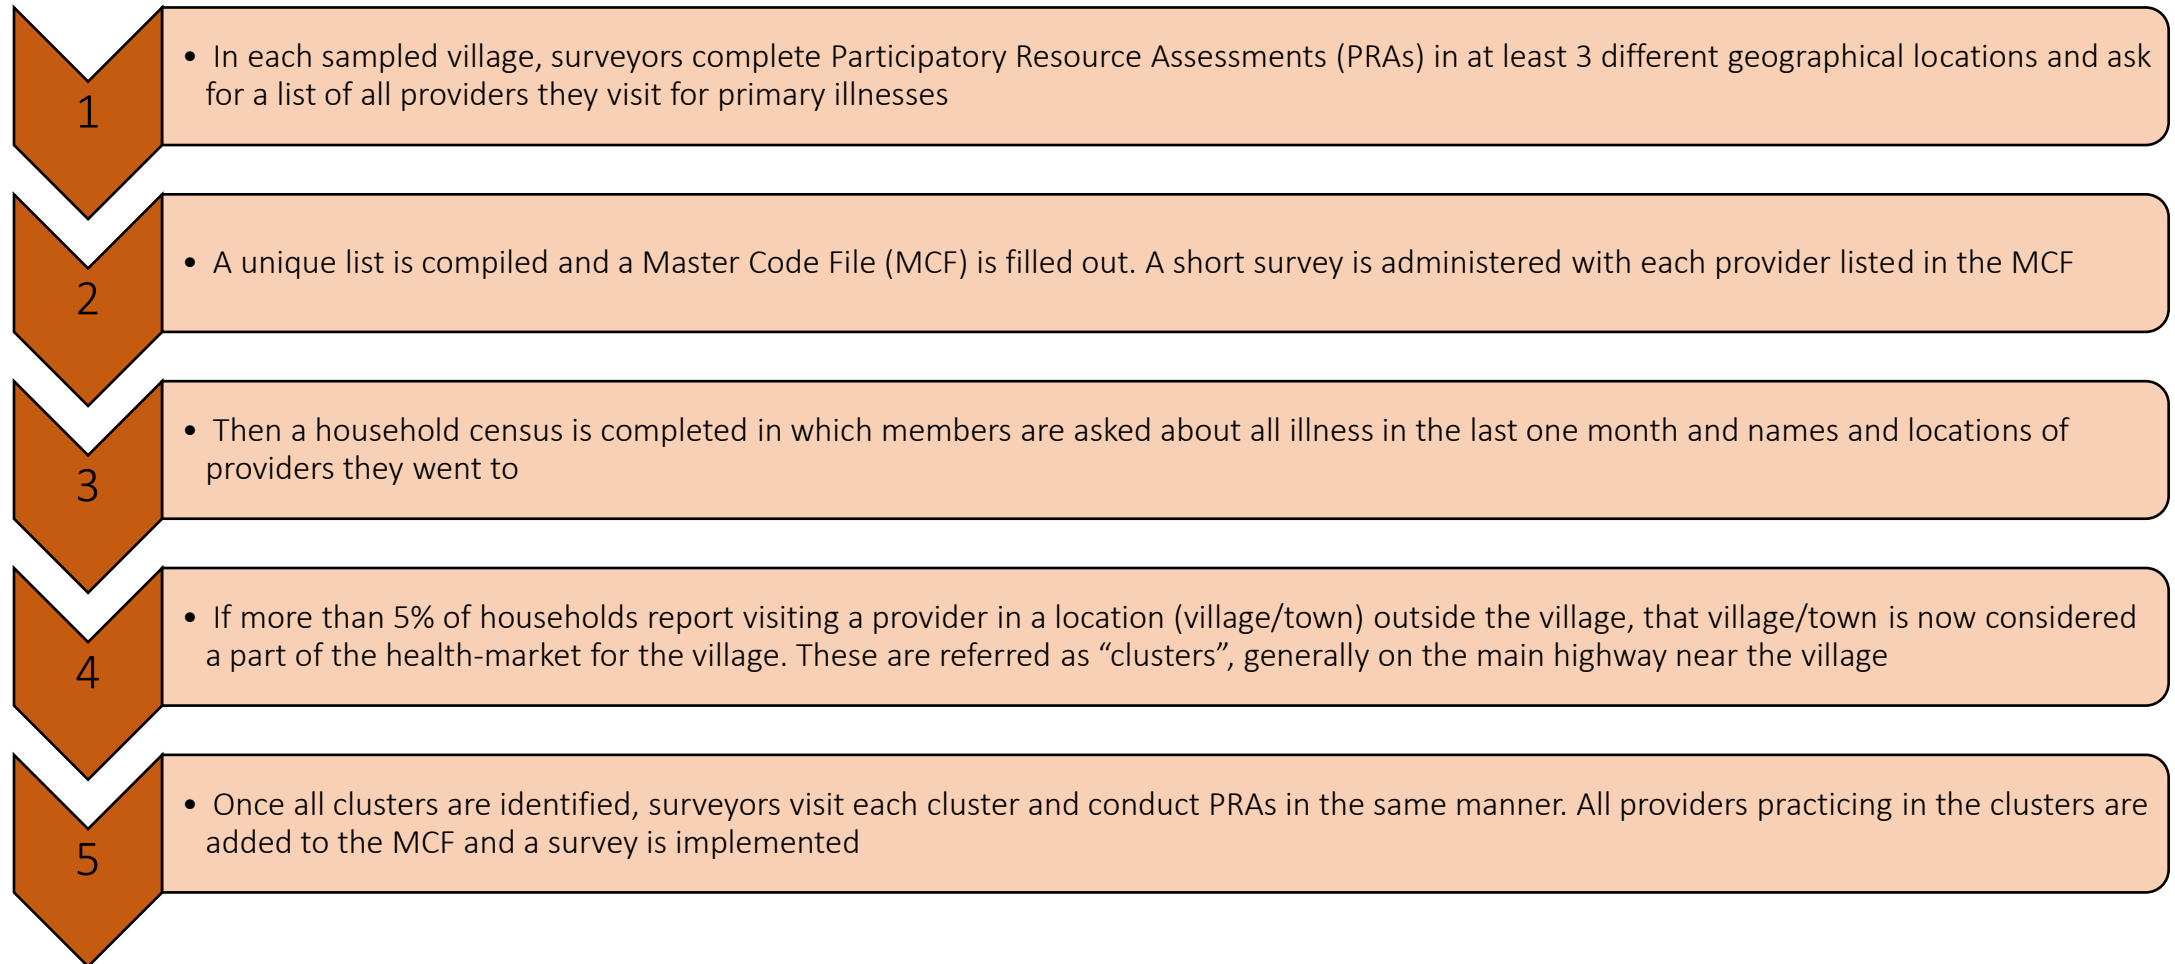 1
• In each sampled village, surveyors complete Participatory Resource Assessments (PRAs) in at least 3 different geographical locations and ask
for a list of all providers they visit for primary illnesses
2
• A unique list is compiled and a Master Code File (MCF) is filled out. A short survey is administered with each provider listed in the MCF
3
• Then a household census is completed in which members are asked about all illness in the last one month and names and locations of
providers they went to
4
• If more than 5% of households report visiting a provider in a location (village/town) outside the village, that village/town is now considered
a part of the health-market for the village. These are referred as “clusters”, generally on the main highway near the village
5
• Once all clusters are identified, surveyors visit each cluster and conduct PRAs in the same manner. All providers practicing in the clusters are
added to the MCF and a survey is implemented